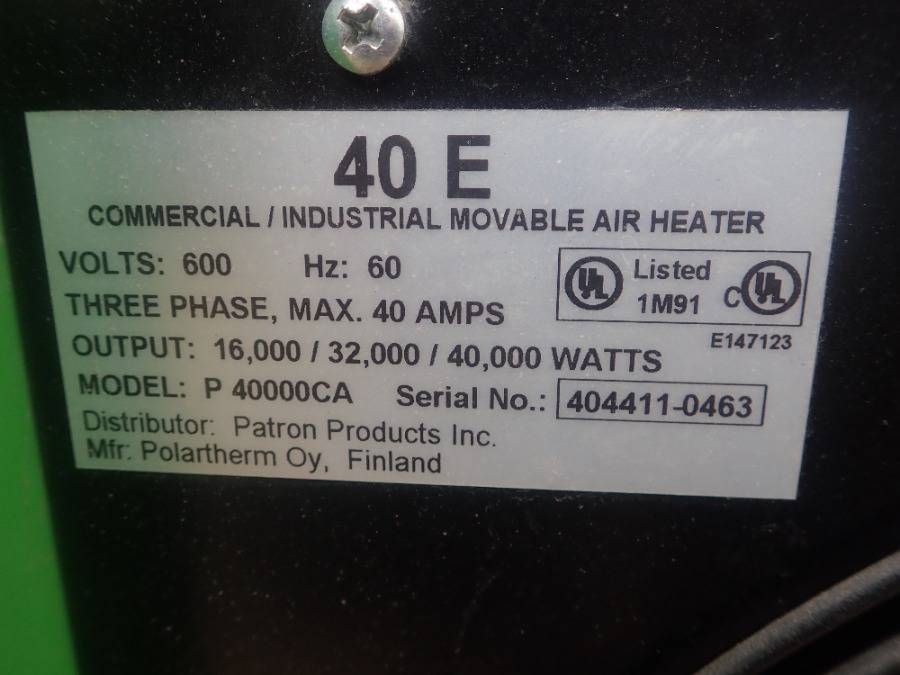 40 E
COMMERCIAL / INDUSTRIAL MOVABLE AIR HEATER
VOLTS: 600 Hz: 60
THREE PHASE, MAX. 40 AMPS
UL Listed 1M91 C UL
E147123
OUTPUT: 16,000 / 32,000 / 40,000 WATTS
MODEL: P 40000CA Serial No.: 404411-0463
Distributor: Patron Products Inc.
Mfr: Polartherm Oy, Finland